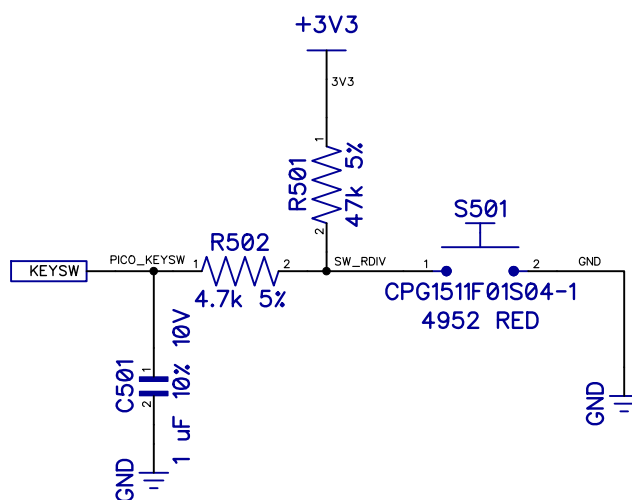 +3V3
3V3
1
R501
47k 5%
2
S501
KEYSW
PICO_KEYSW
1
R502
2
4.7k 5%
SW_RDIV
1
2
GND
CPG1511F01S04-1
4952 RED
1
C501
2
1 uF 10% 10V
GND
GND